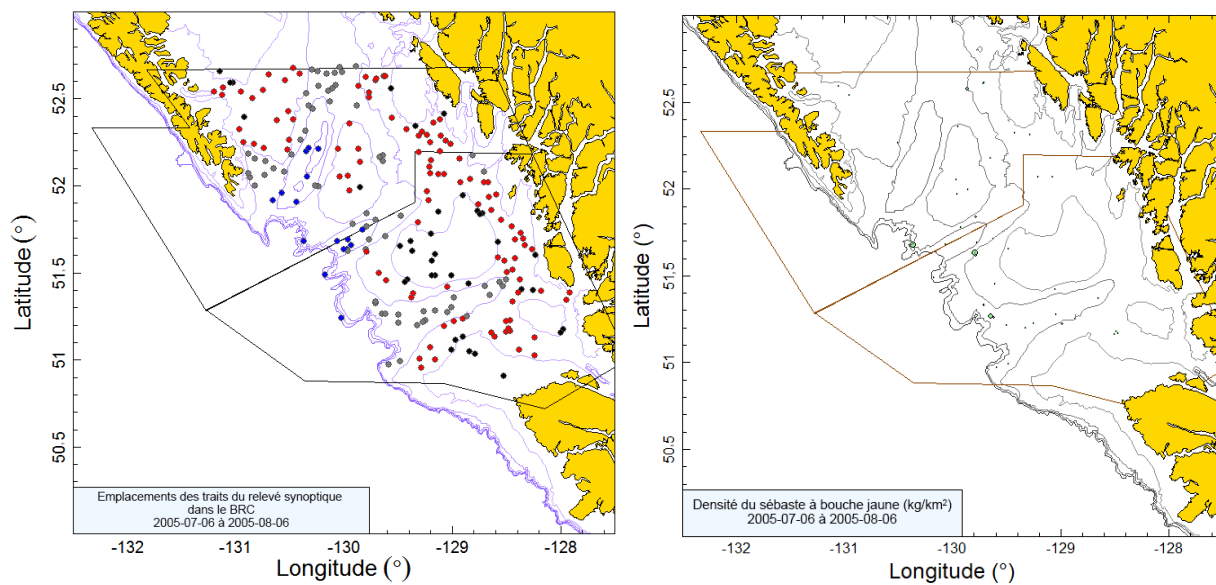 52.5
52
51.5
51
50.5
Latitude (°)
Emplacements des traits du relevé synoptique
dans le BRC
2005-07-06 à 2005-08-06
-132
-131
-130
-129
-128
Longitude (°)
52.5
52
51.5
51
50.5
Latitude (°)
Densité du sébaste à bouche jaune (kg/km²)
2005-07-06 à 2005-08-06
-132
-131
-130
-129
-128
Longitude (°)